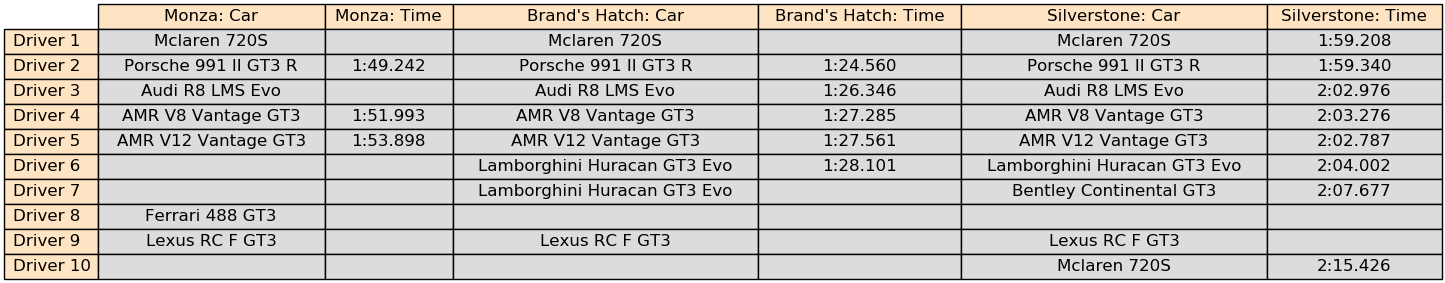 Monza: Car Monza: Time Brand's Hatch: Car Brand's Hatch: Time Silverstone: Car Silverstone: Time
Driver 1 Mclaren 720S Mclaren 720S Mclaren 720S 1:59.208
Driver 2 Porsche 991 II GT3 R 1:49.242 Porsche 991 II GT3 R 1:24.560 Porsche 991 II GT3 R 1:59.340
Driver 3 Audi R8 LMS Evo Audi R8 LMS Evo 1:26.346 Audi R8 LMS Evo 2:02.976
Driver 4 AMR V8 Vantage GT3 1:51.993 AMR V8 Vantage GT3 1:27.285 AMR V8 Vantage GT3 2:03.276
Driver 5 AMR V12 Vantage GT3 1:53.898 AMR V12 Vantage GT3 1:27.561 AMR V12 Vantage GT3 2:02.787
Driver 6 Lamborghini Huracan GT3 Evo 1:28.101 Lamborghini Huracan GT3 Evo 2:04.002
Driver 7 Lamborghini Huracan GT3 Evo Bentley Continental GT3 2:07.677
Driver 8 Ferrari 488 GT3
Driver 9 Lexus RC F GT3 Lexus RC F GT3 Lexus RC F GT3
Driver 10 Mclaren 720S 2:15.426